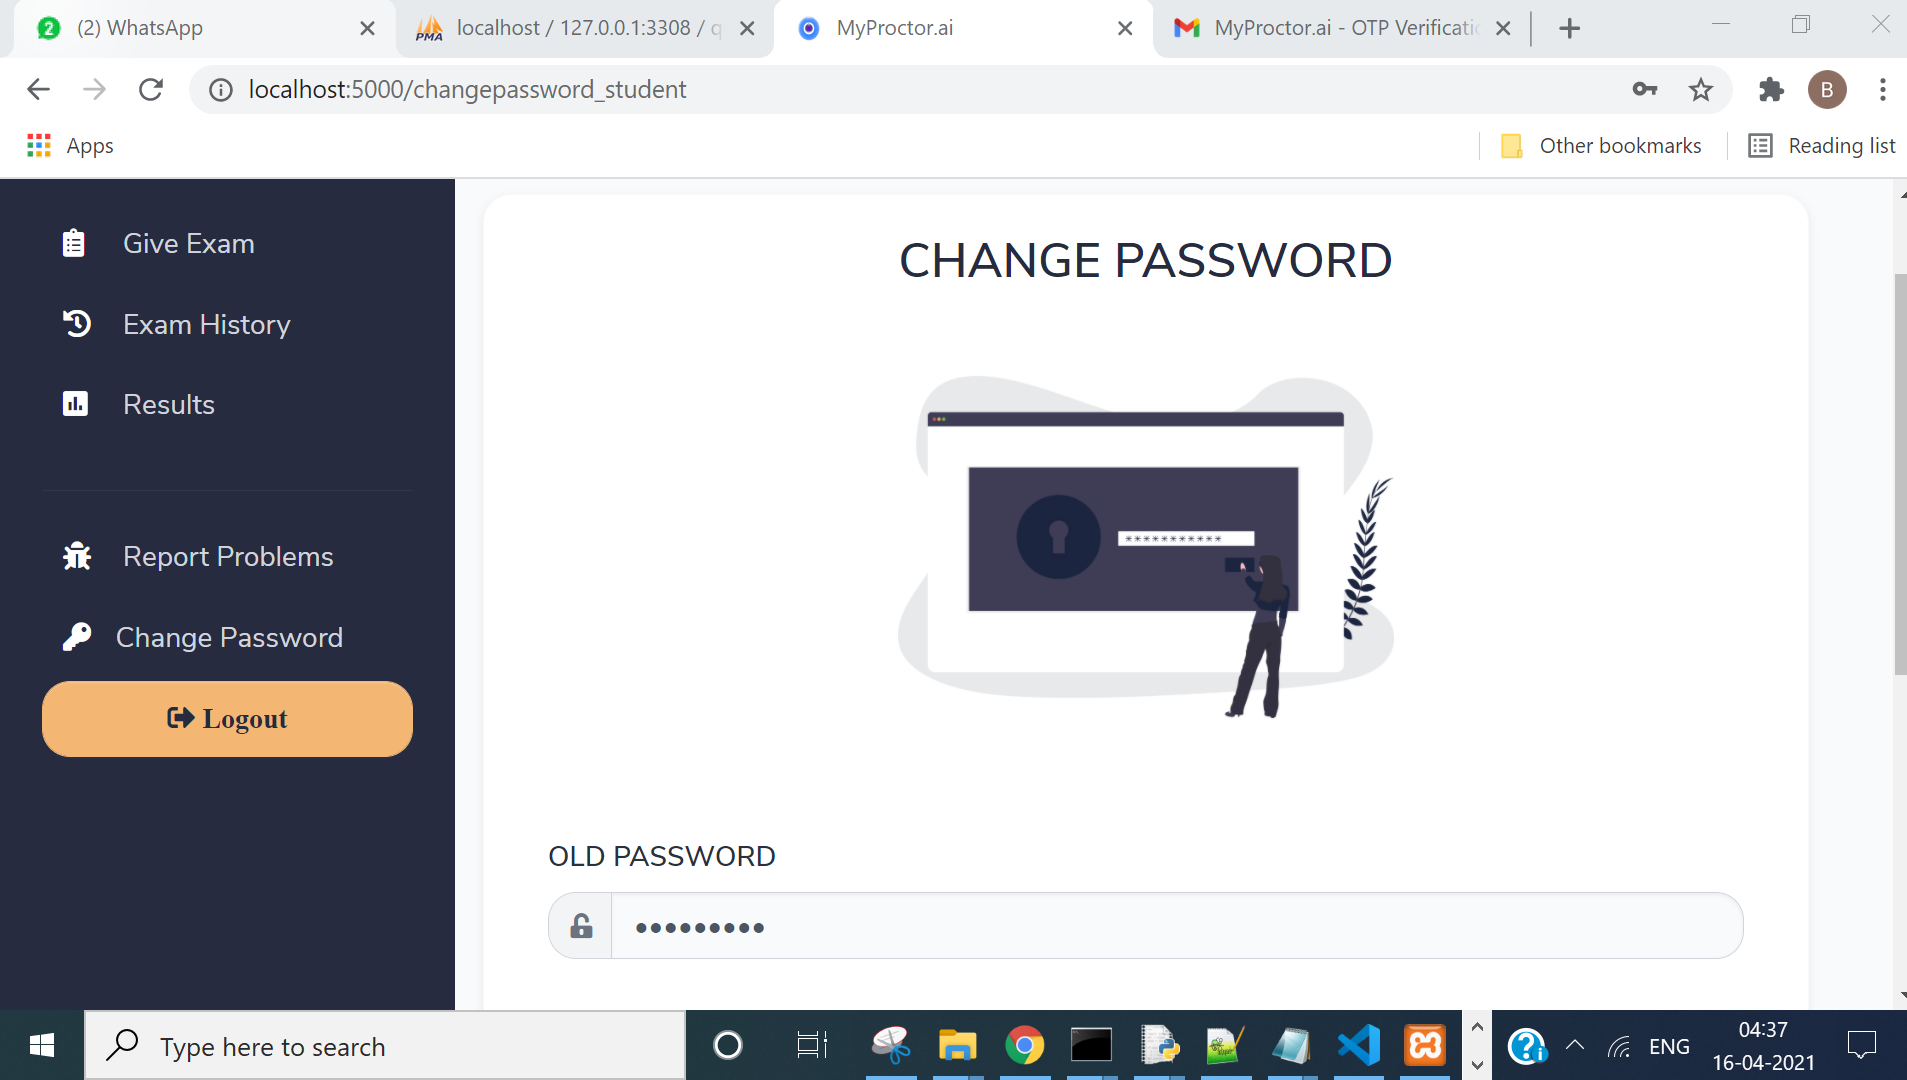 (2) WhatsApp
localhost / 127.0.0.1:3308 / q
MyProctor.ai
MyProctor.ai - OTP Verificatio
localhost:5000/changepassword_student
B
Apps
Other bookmarks
Reading list
Give Exam
Exam History
Results
Report Problems
Change Password
Logout
CHANGE PASSWORD
***********
OLD PASSWORD
•••••••••
Type here to search
ENG
04:37
16-04-2021